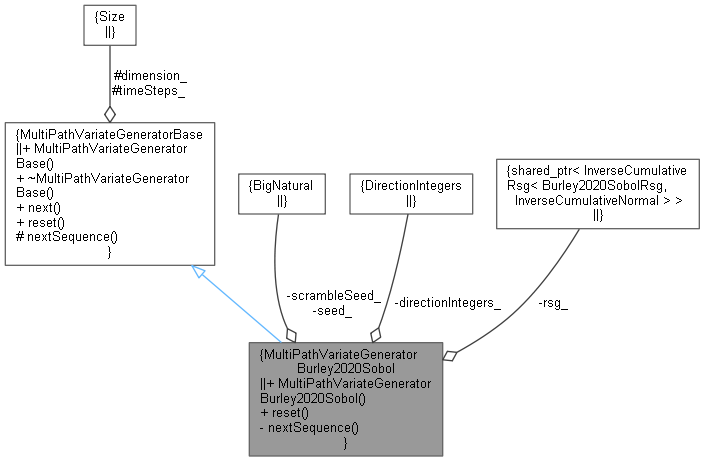 {Size
||}
#dimension_
#timeSteps_
{MultiPathVariateGeneratorBase
||+ MultiPathVariateGenerator
Base()
+ ~MultiPathVariateGenerator
Base()
+ next()
+ reset()
# nextSequence()
}
{BigNatural
||}
{DirectionIntegers
||}
{shared_ptr< InverseCumulative
Rsg< Burley2020SobolRsg,
InverseCumulativeNormal > >
||}
-scrambleSeed_
-seed_
-directionIntegers_
-rsg_
{MultiPathVariateGenerator
Burley2020Sobol
||+ MultiPathVariateGenerator
Burley2020Sobol()
+ reset()
- nextSequence()
}